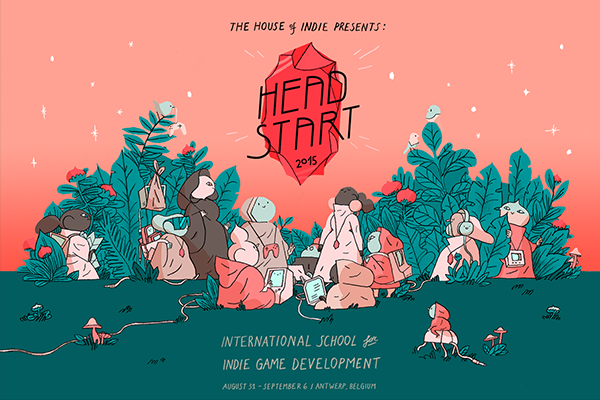 THE HOUSE of INDIE PRESENTS:
HEAD
START
2015
INTERNATIONAL SCHOOL for
INDIE GAME DEVELOPMENT
AUGUST 31 - SEPTEMBER 6 / ANTWERP, BELGIUM